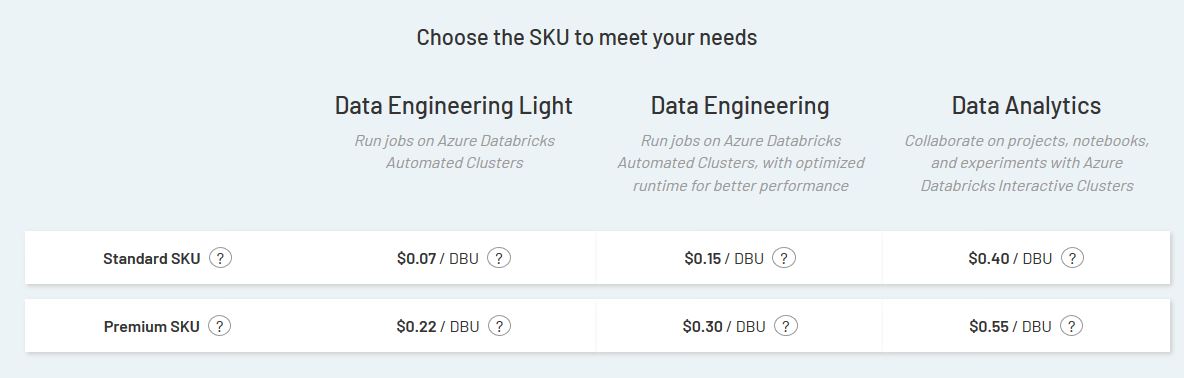 Choose the SKU to meet your needs
Data Engineering Light
Run jobs on Azure Databricks
Automated Clusters
Data Engineering
Run jobs on Azure Databricks
Automated Clusters, with optimized
runtime for better performance
Data Analytics
Collaborate on projects, notebooks,
and experiments with Azure
Databricks Interactive Clusters
Standard SKU ? $0.07 / DBU ? $0.15 / DBU ? $0.40 / DBU ?
Premium SKU ? $0.22 / DBU ? $0.30 / DBU ? $0.55 / DBU ?